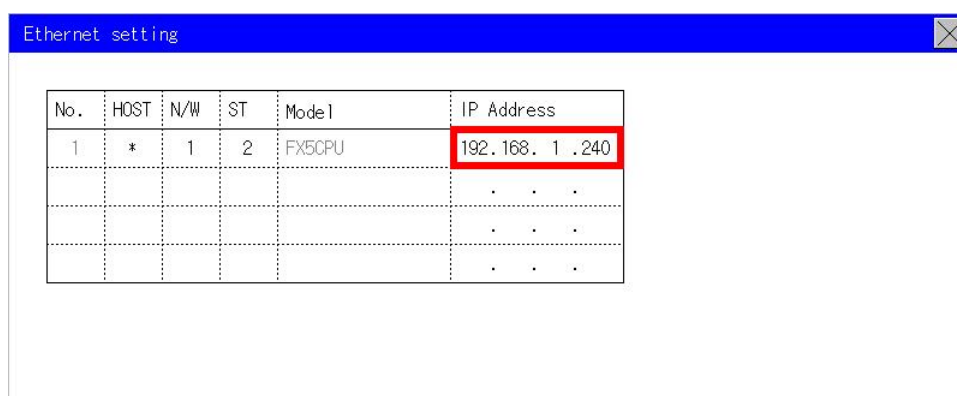 Ethernet setting
No. HOST N/W ST Model IP Address
1 * 1 2 FX5CPU 192.168. 1 .240
. . .
. . .
. . .